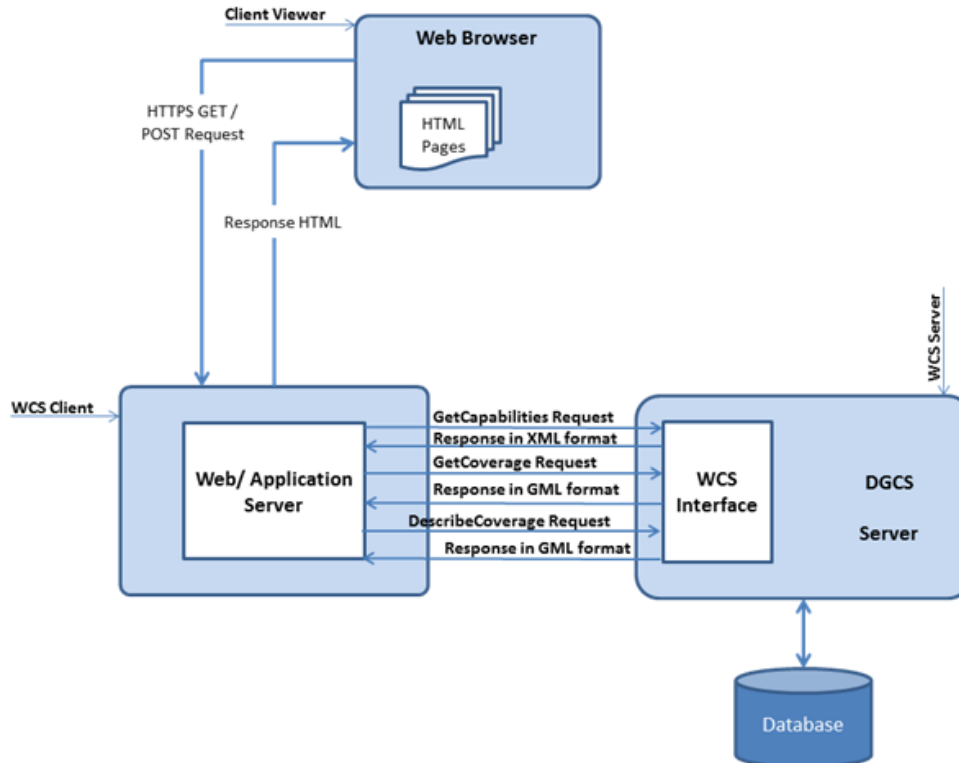 Client Viewer
Web Browser
HTML
Pages
HTTPS GET /
POST Request
Response HTML
WCS Server
WCS Client
Web/ Application
Server
GetCapabilities Request
Response in XML format
GetCoverage Request
Response in GML format
DescribeCoverage Request
Response in GML format
WCS
Interface
DGCS
Server
Database